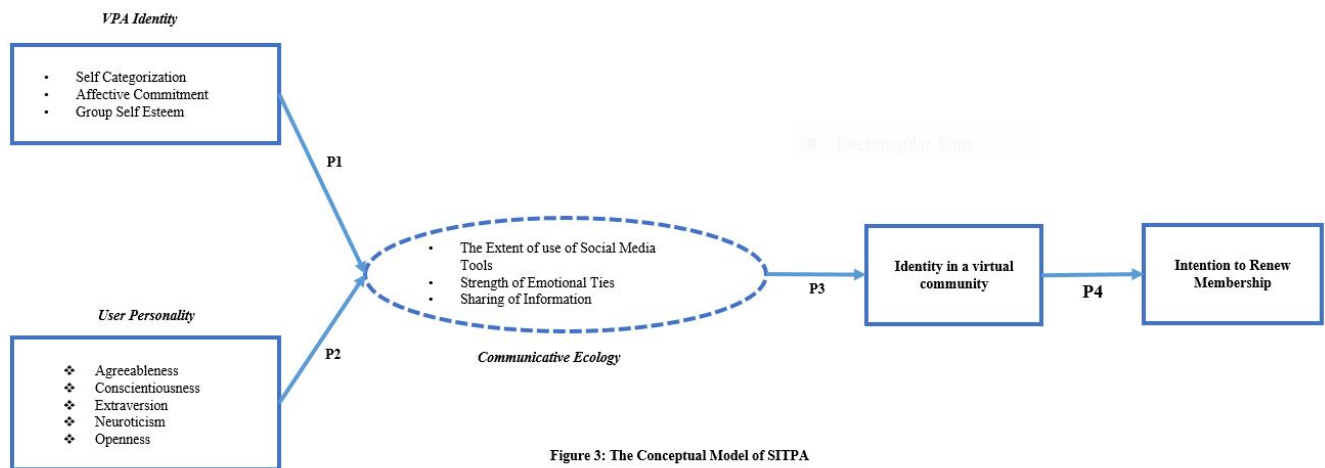 VPA Identity
• Self Categorization
• Affective Commitment
• Group Self Esteem
P1
• Rectangular Snip
• The Extent of use of Social Media
Tools
• Strength of Emotional Ties
• Sharing of Information
Communicative Ecology
P3
Identity in a virtual
community
P4
Intention to Renew
Membership
User Personality
P2
❖ Agreeableness
❖ Conscientiousness
❖ Extraversion
❖ Neuroticism
❖ Openness
Figure 3: The Conceptual Model of SITPA